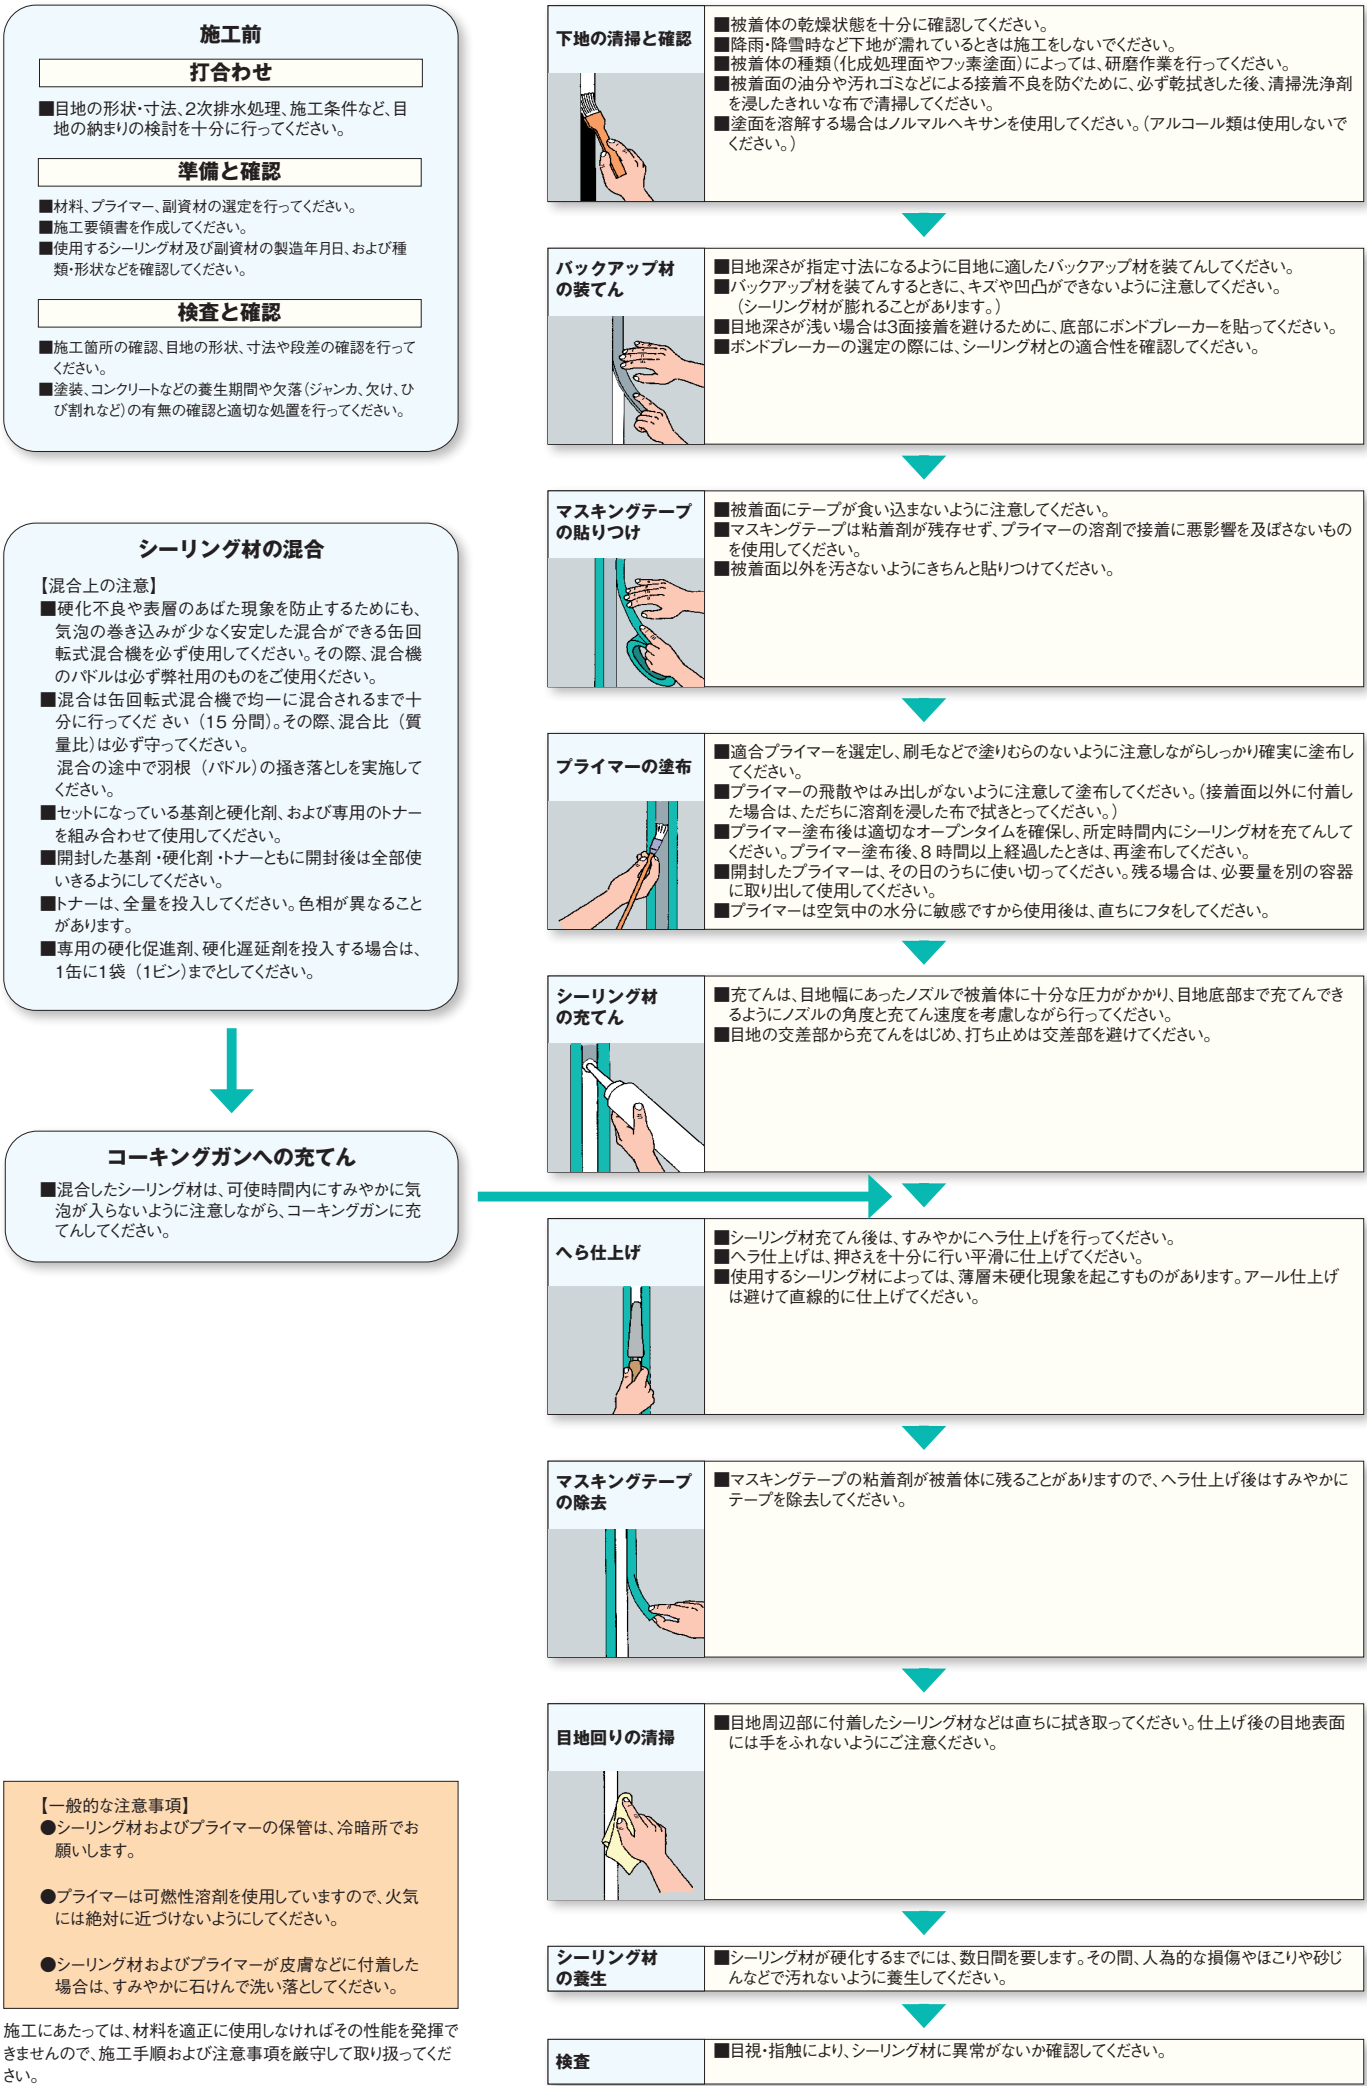 施工前
打合わせ
■目地の形状・寸法、2次排水処理、施工条件など、目
地の納まりの検討を十分に行ってください。
準備と確認
■材料、プライマー、副資材の選定を行ってください。
■施工要領書を作成してください。
■使用するシーリング材及び副資材の製造年月日、および種
類・形状などを確認してください。
検査と確認
■施工箇所の確認、目地の形状、寸法や段差の確認を行って
ください。
■塗装、コンクリートなどの養生期間や欠落（ジャンカ、欠け、ひ
び割れなど）の有無の確認と適切な処置を行ってください。
シーリング材の混合
【混合上の注意】
■硬化不良や表層のあばた現象を防止するためにも、
気泡の巻き込みが少なく安定した混合ができる缶回
転式混合機を必ず使用してください。その際、混合機
のパドルは必ず弊社用のものをご使用ください。
■混合は缶回転式混合機で均一に混合されるまで十
分に行ってくだ さい（15 分間）。その際、混合比（質
量比）は必ず守ってください。
混合の途中で羽根（パドル）の掻き落としを実施して
ください。
■セットになっている基剤と硬化剤、および専用のトナー
を組み合わせて使用してください。
■開封した基剤・硬化剤・トナーともに開封後は全部使
いきるようにしてください。
■トナーは、全量を投入してください。色相が異なること
があります。
■専用の硬化促進剤、硬化遅延剤を投入する場合は、
1缶に1袋（1ビン）までとしてください。
コーキングガンへの充てん
■混合したシーリング材は、可使時間内にすみやかに気
泡が入らないように注意しながら、コーキングガンに充
てんしてください。
【一般的な注意事項】
●シーリング材およびプライマーの保管は、冷暗所でお
願いします。
●プライマーは可燃性溶剤を使用していますので、火気
には絶対に近づけないようにしてください。
●シーリング材およびプライマーが皮膚などに付着した
場合は、すみやかに石けんで洗い落としてください。
施工にあたっては、材料を適正に使用しなければその性能を発揮で
きませんので、施工手順および注意事項を厳守して取り扱ってくだ
さい。
下地の清掃と確認
■被着体の乾燥状態を十分に確認してください。
■降雨・降雪時など下地が濡れているときは施工をしないでください。
■被着体の種類（化成処理面やフッ素塗面）によっては、研磨作業を行ってください。
■被着面の油分や汚れゴミなどによる接着不良を防ぐために、必ず乾拭きした後、清掃洗浄剤
を浸したきれいな布で清掃してください。
■塗面を溶解する場合はノルマルヘキサンを使用してください。（アルコール類は使用しないで
ください。）
バックアップ材
の装てん
■目地深さが指定寸法になるように目地に適したバックアップ材を装てんしてください。
■バックアップ材を装てんするときに、キズや凹凸ができないように注意してください。
（シーリング材が膨れることがあります。）
■目地深さが浅い場合は3面接着を避けるために、底部にボンドブレーカーを貼ってください。
■ボンドブレーカーの選定の際には、シーリング材との適合性を確認してください。
マスキングテープ
の貼りつけ
■被着面にテープが食い込まないように注意してください。
■マスキングテープは粘着剤が残存せず、プライマーの溶剤で接着に悪影響を及ぼさないもの
を使用してください。
■被着面以外を汚さないようにきちんと貼りつけてください。
プライマーの塗布
■適合プライマーを選定し、刷毛などで塗りむらのないように注意しながらしっかり確実に塗布し
てください。
■プライマーの飛散やはみ出しがないように注意して塗布してください。（接着面以外に付着し
た場合は、ただちに溶剤を浸した布で拭きとってください。）
■プライマー塗布後は適切なオープンタイムを確保し、所定時間内にシーリング材を充てんして
ください。プライマー塗布後、8 時間以上経過したときは、再塗布してください。
■開封したプライマーは、その日のうちに使い切ってください。残る場合は、必要量を別の容器
に取り出して使用してください。
■プライマーは空気中の水分に敏感ですから使用後は、直ちにフタをしてください。
シーリング材
の充てん
■充てんは、目地幅にあったノズルで被着体に十分な圧力がかかり、目地底部まで充てんでき
るようにノズルの角度と充てん速度を考慮しながら行ってください。
■目地の交差部から充てんをはじめ、打ち止めは交差部を避けてください。
へら仕上げ
■シーリング材充てん後は、すみやかにヘラ仕上げを行ってください。
■ヘラ仕上げは、押さえを十分に行い平滑に仕上げてください。
■使用するシーリング材によっては、薄層未硬化現象を起こすものがあります。アール仕上げ
は避けて直線的に仕上げてください。
マスキングテープ
の除去
■マスキングテープの粘着剤が被着体に残ることがありますので、ヘラ仕上げ後はすみやかに
テープを除去してください。
目地回りの清掃
■目地周辺部に付着したシーリング材などは直ちに拭き取ってください。仕上げ後の目地表面
には手をふれないようにご注意ください。
シーリング材
の養生
■シーリング材が硬化するまでには、数日間を要します。その間、人為的な損傷やほこりや砂じ
んなどで汚れないように養生してください。
検査
■目視・指触により、シーリング材に異常がないか確認してください。